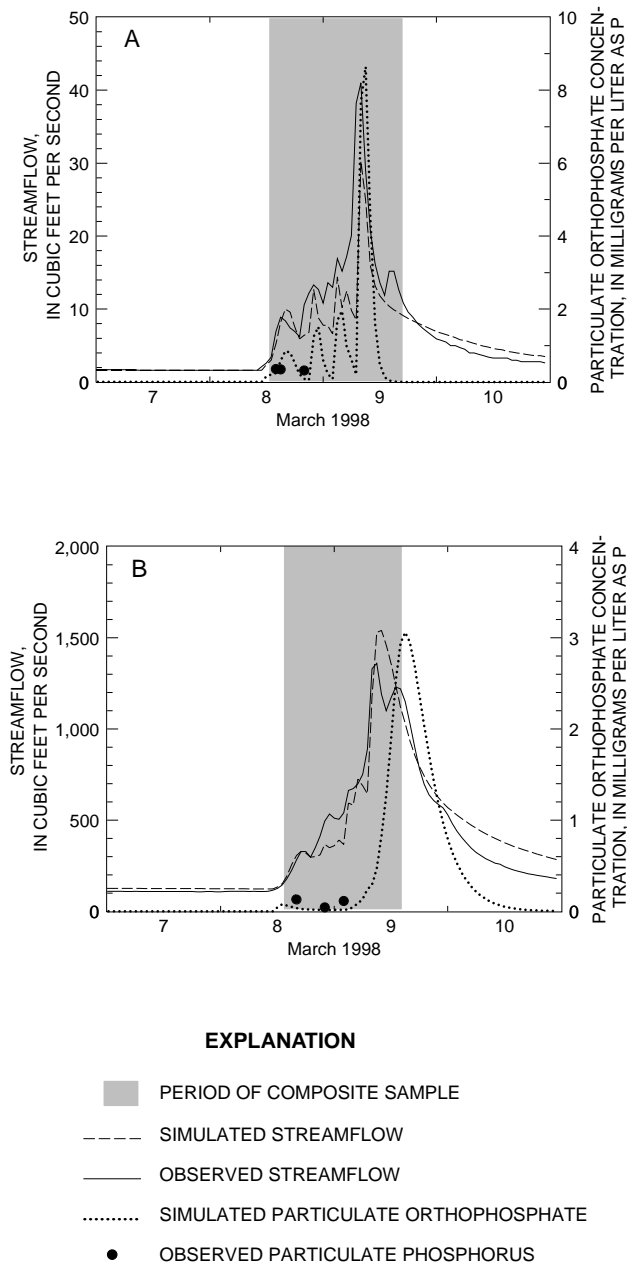 A
STREAMFLOW,
IN CUBIC FEET PER SECOND
50
40
30
20
10
0
10
8
6
4
2
0
PARTICULATE ORTHOPHOSPHATE CONCEN-
TRATION, IN MILLIGRAMS PER LITER AS P
7 8 9 10
March 1998
B
STREAMFLOW,
IN CUBIC FEET PER SECOND
2,000
1,500
1,000
500
0
4
3
2
1
0
PARTICULATE ORTHOPHOSPHATE CONCEN-
TRATION, IN MILLIGRAMS PER LITER AS P
7 8 9 10
March 1998
EXPLANATION
PERIOD OF COMPOSITE SAMPLE
SIMULATED STREAMFLOW
OBSERVED STREAMFLOW
SIMULATED PARTICULATE ORTHOPHOSPHATE
OBSERVED PARTICULATE PHOSPHORUS